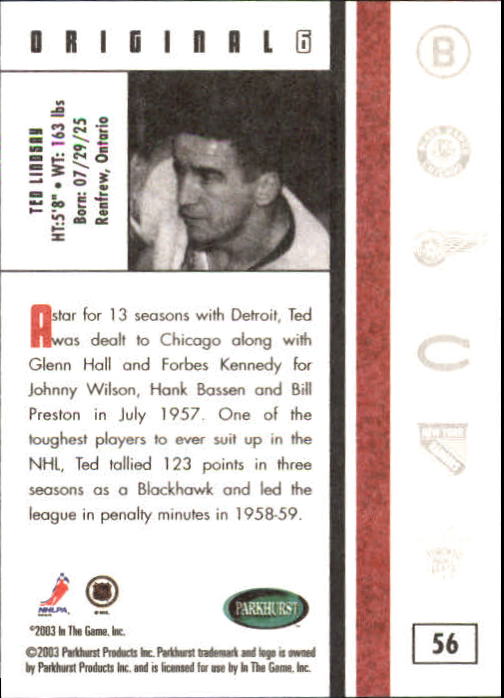 ORIGINAL 6
TED LINDSAY
HT:5'8" • WT: 163 lbs
Born: 07/29/25
Renfrew, Ontario
A star for 13 seasons with Detroit, Ted
was dealt to Chicago along with
Glenn Hall and Forbes Kennedy for
Johnny Wilson, Hank Bassen and Bill
Preston in July 1957. One of the
toughest players to ever suit up in the
NHL, Ted tallied 123 points in three
seasons as a Blackhawk and led the
league in penalty minutes in 1958-59.
NHLPA
PARKHURST
©2003 In The Game, Inc.
©2003 Parkhurst Products Inc. Parkhurst trademark and logo is owned
by Parkhurst Products Inc. and is licensed for use by In The Game, Inc.
B
C
NEW YORK
56